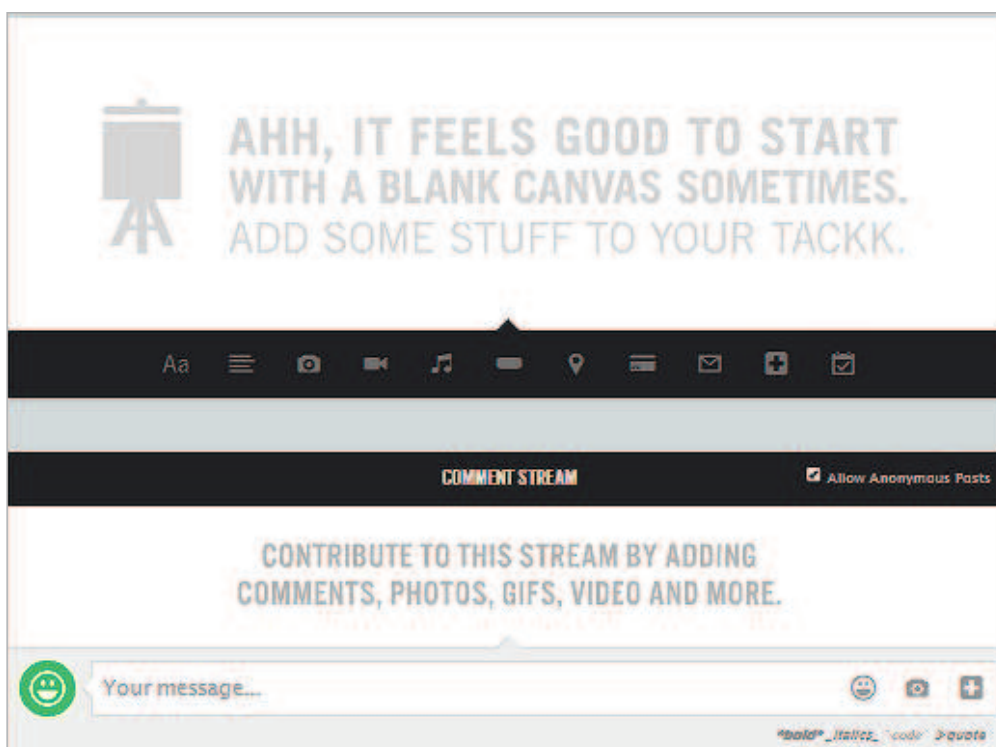 AHH, IT FEELS GOOD TO START
WITH A BLANK CANVAS SOMETIMES.
ADD SOME STUFF TO YOUR TACKK.
Aa
COMMENT STREAM
Allow Anonymous Posts
CONTRIBUTE TO THIS STREAM BY ADDING
COMMENTS, PHOTOS, GIFS, VIDEO AND MORE.
Your message...
*bold* _italics_ `code` >quote